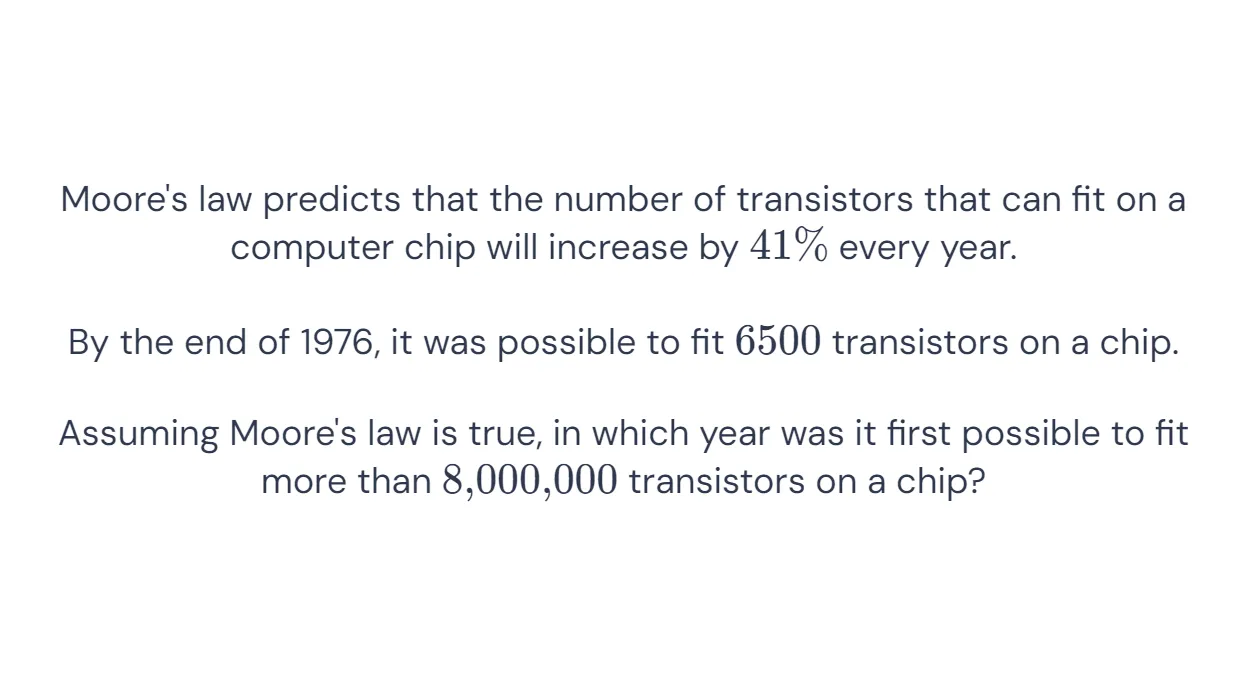 Moore's law predicts that the number of transistors that can fit on a
computer chip will increase by 41% every year.
By the end of 1976, it was possible to fit 6500 transistors on a chip.
Assuming Moore's law is true, in which year was it first possible to fit
more than 8,000,000 transistors on a chip?